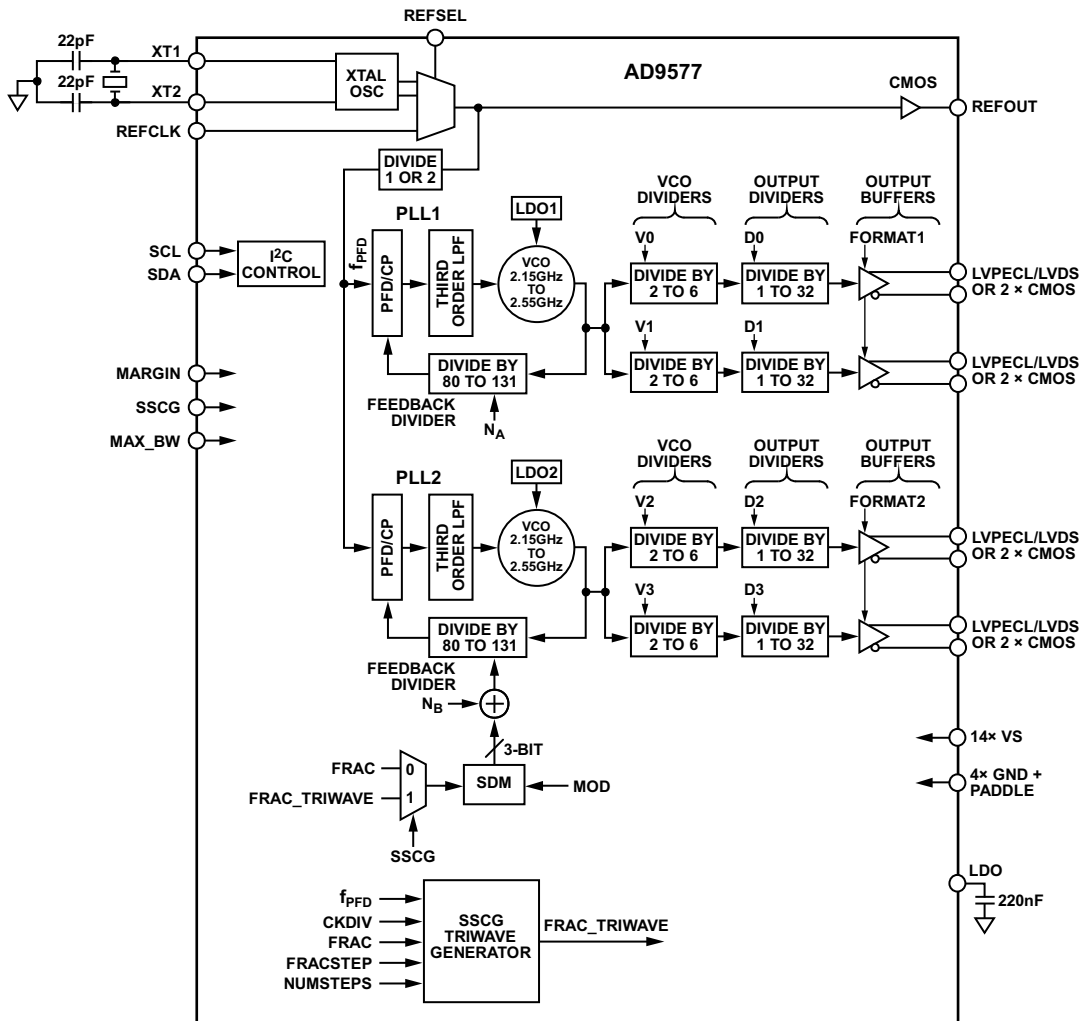 REFSEL
22pF
XT1
XTAL
OSC
AD9577
22pF
XT2
CMOS
REFOUT
REFCLK
DIVIDE
1 OR 2
PLL1
LDO1
VCO
DIVIDERS
OUTPUT
DIVIDERS
OUTPUT
BUFFERS
SCL
SDA
I²C
CONTROL
fPFD
PFD/CP
THIRD
ORDER LPF
VCO
2.15GHz
TO
2.55GHz
V0
DIVIDE BY
2 TO 6
D0
DIVIDE BY
1 TO 32
FORMAT1
LVPECL/LVDS
OR 2 × CMOS
V1
DIVIDE BY
2 TO 6
D1
DIVIDE BY
1 TO 32
LVPECL/LVDS
OR 2 × CMOS
DIVIDE BY
80 TO 131
FEEDBACK
DIVIDER
NA
MARGIN
SSCG
MAX_BW
PLL2
LDO2
VCO
DIVIDERS
OUTPUT
DIVIDERS
OUTPUT
BUFFERS
PFD/CP
THIRD
ORDER LPF
VCO
2.15GHz
TO
2.55GHz
V2
DIVIDE BY
2 TO 6
D2
DIVIDE BY
1 TO 32
FORMAT2
LVPECL/LVDS
OR 2 × CMOS
V3
DIVIDE BY
2 TO 6
D3
DIVIDE BY
1 TO 32
LVPECL/LVDS
OR 2 × CMOS
DIVIDE BY
80 TO 131
FEEDBACK
DIVIDER
NB
3-BIT
FRAC
0
FRAC_TRIWAVE
1
SDM
MOD
SSCG
14× VS
4× GND +
PADDLE
LDO
220nF
fPFD
CKDIV
FRAC
FRACSTEP
NUMSTEPS
SSCG
TRIWAVE
GENERATOR
FRAC_TRIWAVE